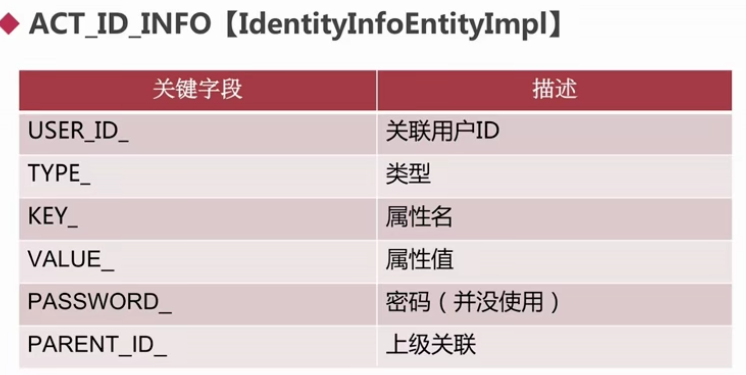 ◆ ACT_ID_INFO【IdentityInfoEntityImpl】
关键字段 描述
USER_ID_ 关联用户ID
TYPE_ 类型
KEY_ 属性名
VALUE_ 属性值
PASSWORD_ 密码（并没使用）
PARENT_ID_ 上级关联